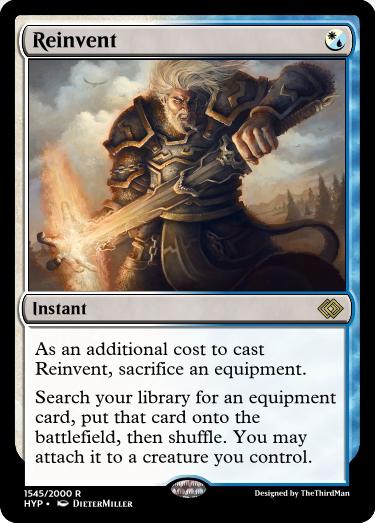 Reinvent
Instant
As an additional cost to cast
Reinvent, sacrifice an equipment.
Search your library for an equipment
card, put that card onto the
battlefield, then shuffle. You may
attach it to a creature you control.
1545/2000 R
HYP • DieterMiller
Designed by TheThirdMan